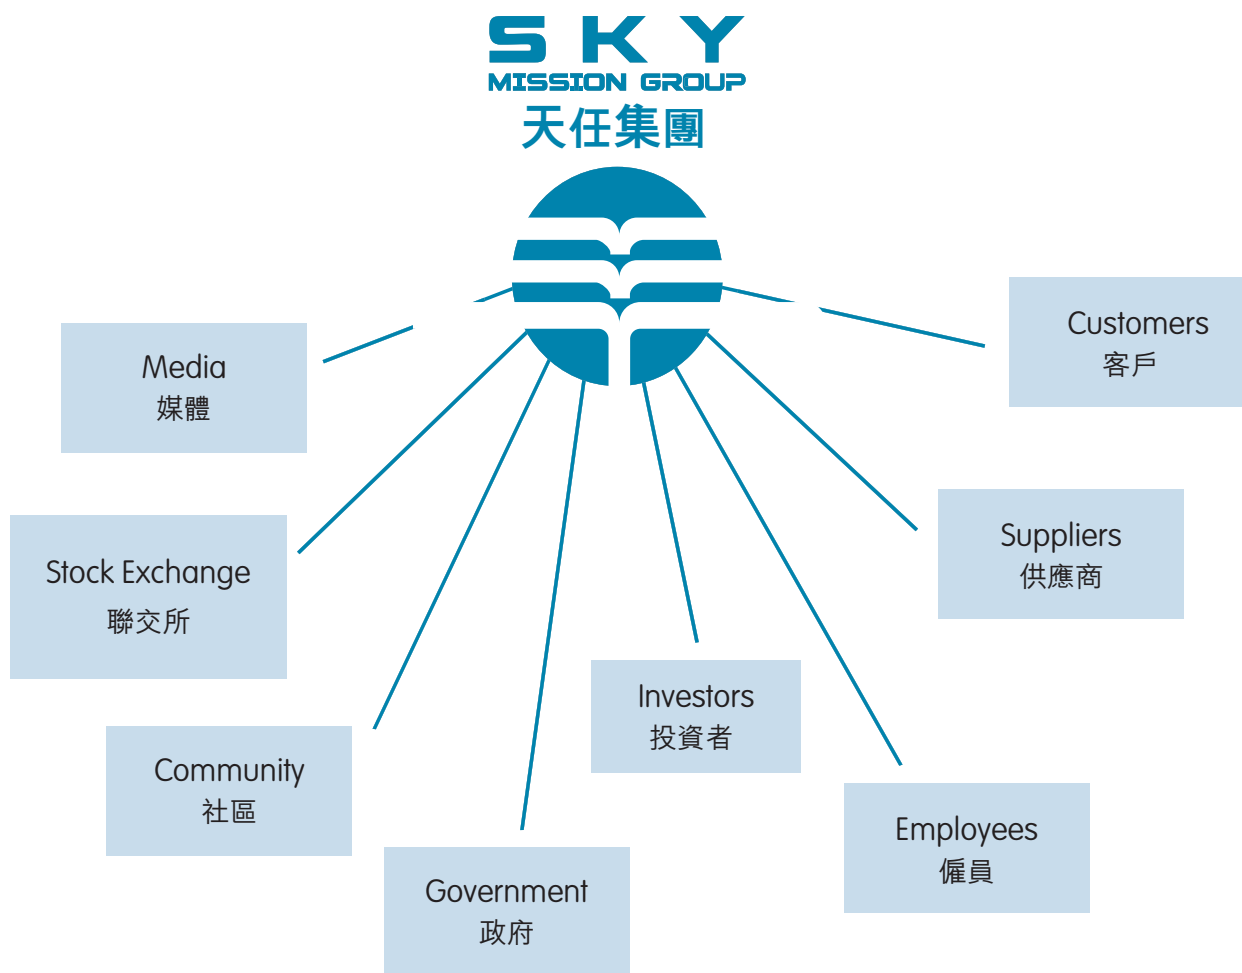 SKY
MISSION GROUP
天任集團
Media
媒體
Stock Exchange
聯交所
Community
社區
Government
政府
Investors
投資者
Employees
僱員
Suppliers
供應商
Customers
客戶